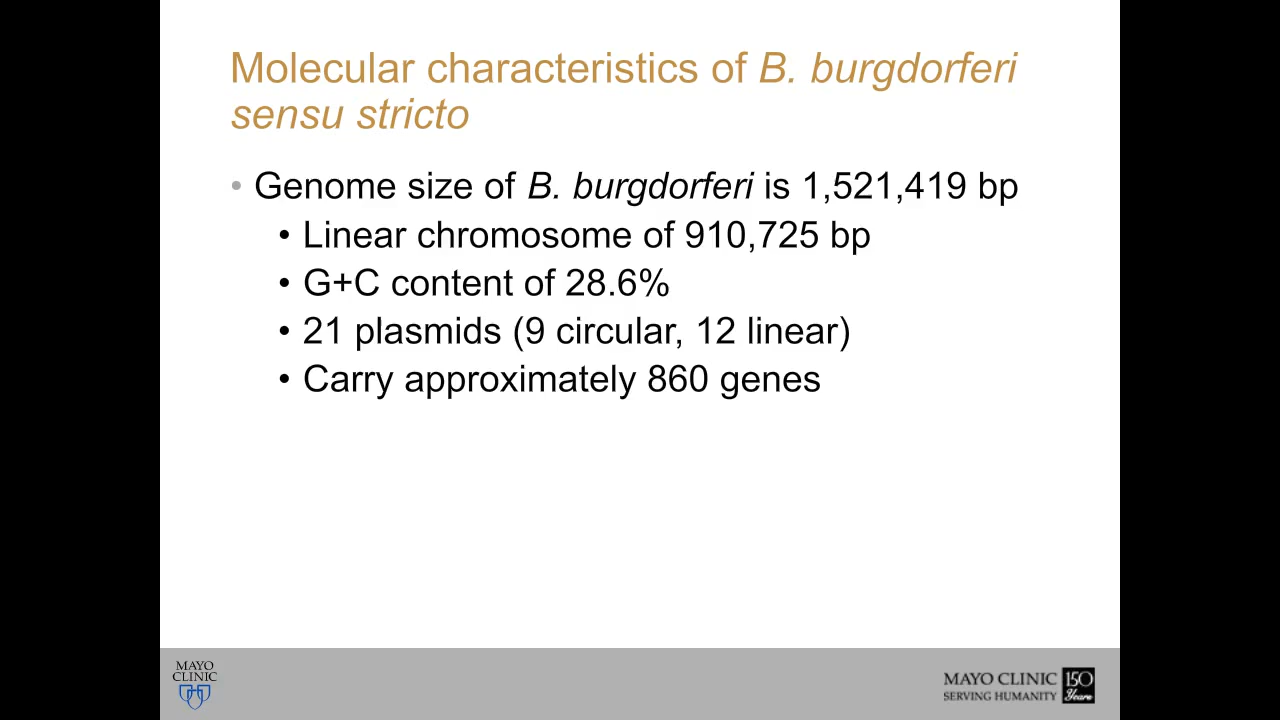 Molecular characteristics of B. burgdorferi
sensu stricto
• Genome size of B. burgdorferi is 1,521,419 bp
• Linear chromosome of 910,725 bp
• G+C content of 28.6%
• 21 plasmids (9 circular, 12 linear)
• Carry approximately 860 genes
MAYO
CLINIC
MAYO CLINIC 150
SERVING HUMANITY Years